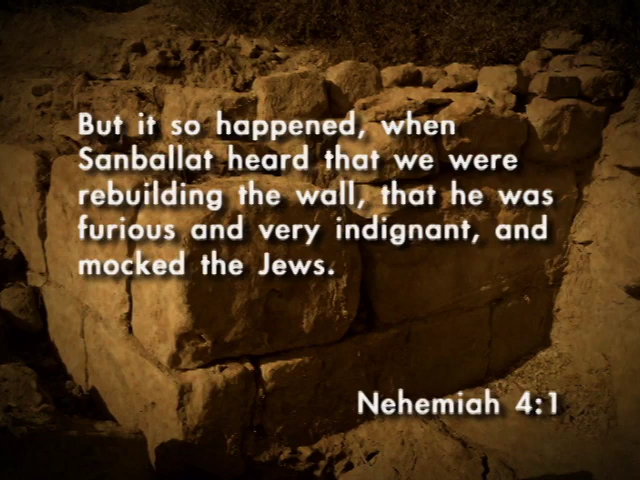 But it so happened, when
Sanballat heard that we were
rebuilding the wall, that he was
furious and very indignant, and
mocked the Jews.
Nehemiah 4:1